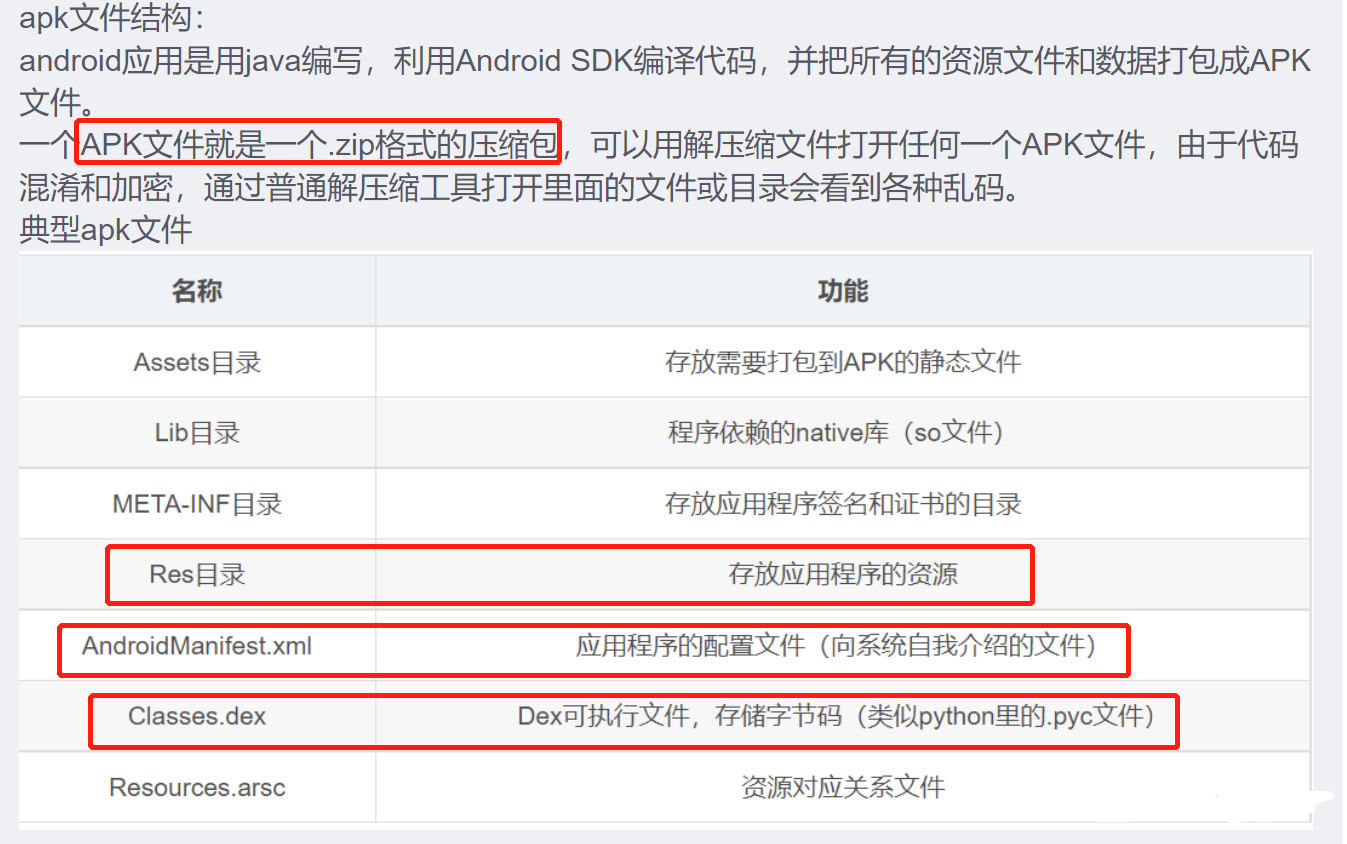 apk文件结构：
android应用是用java编写，利用Android SDK编译代码，并把所有的资源文件和数据打包成APK
文件。
一个APK文件就是一个.zip格式的压缩包，可以用解压缩文件打开任何一个APK文件，由于代码
混淆和加密，通过普通解压缩工具打开里面的文件或目录会看到各种乱码。
典型apk文件
名称 功能
Assets目录 存放需要打包到APK的静态文件
Lib目录 程序依赖的native库（so文件）
META-INF目录 存放应用程序签名和证书的目录
Res目录 存放应用程序的资源
AndroidManifest.xml 应用程序的配置文件（向系统自我介绍的文件）
Classes.dex Dex可执行文件，存储字节码（类似python里的.pyc文件）
Resources.arsc 资源对应关系文件